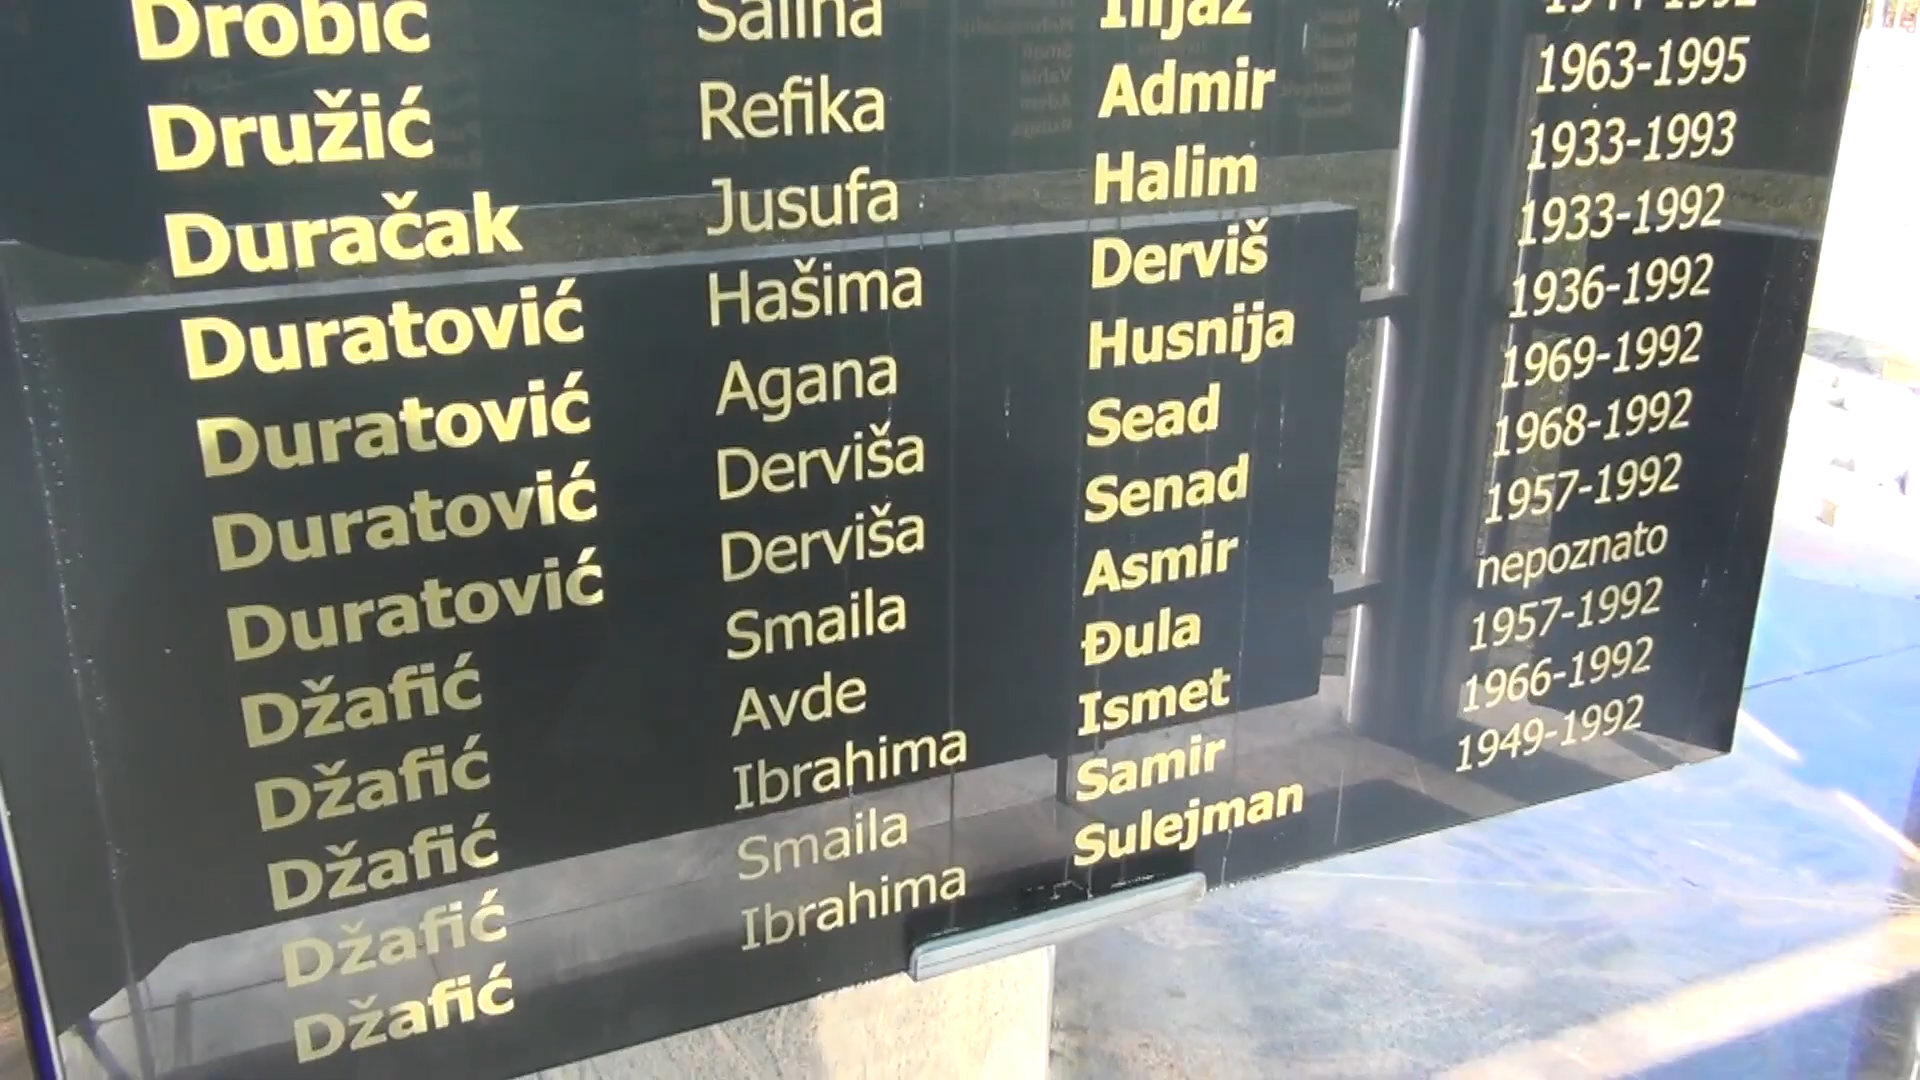 Drobić Saliha
Družić Refika Admir 1963-1995
Duračak Jusufa Halim 1933-1993
Duratović Hašima Derviš 1933-1992
Duratović Agana Husnija 1936-1992
Duratović Derviša Sead 1969-1992
Duratović Derviša Senad 1968-1992
Džafić Smaila Asmir 1957-1992
Džafić Avde Đula nepoznato
Džafić Ibrahima Ismet 1957-1992
Džafić Smaila Samir 1966-1992
Džafić Ibrahima Sulejman 1949-1992